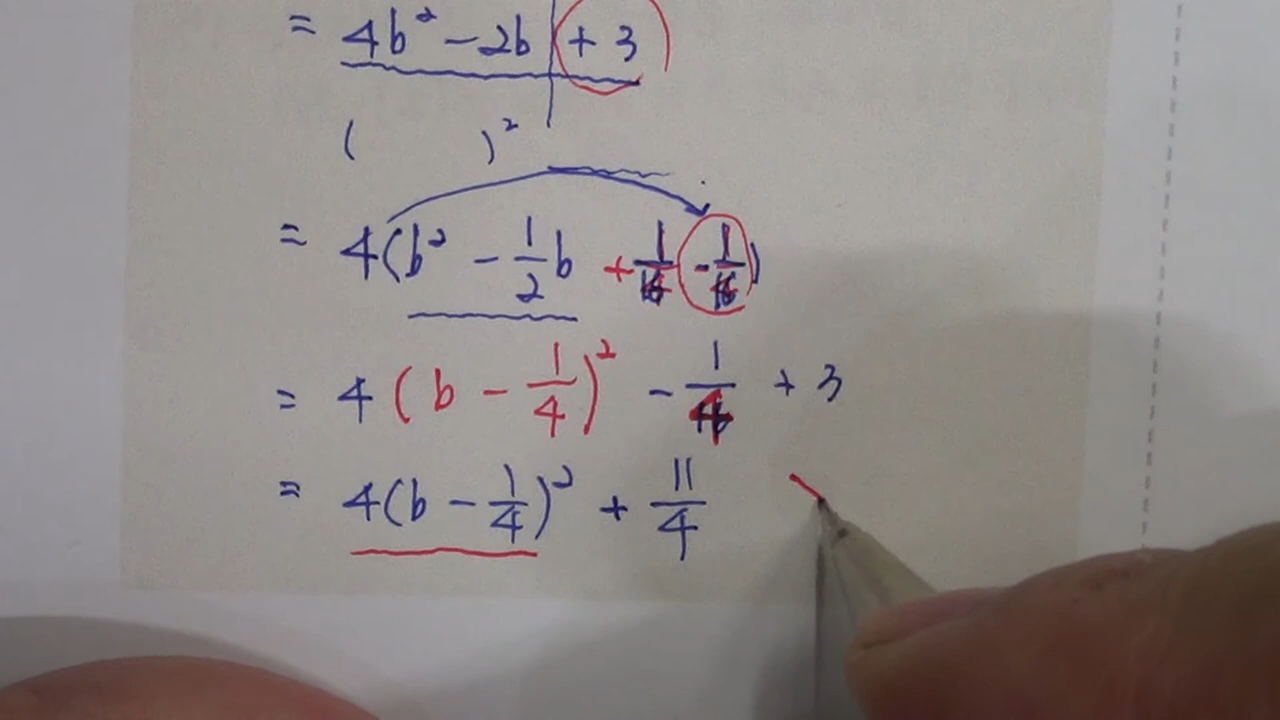 = 4b² - 2b + 3
( )²
= 4(b² - 1/2 b + 1/16 - 1/16)
= 4(b - 1/4)² - 1/4 + 3
= 4(b - 1/4)² + 11/4